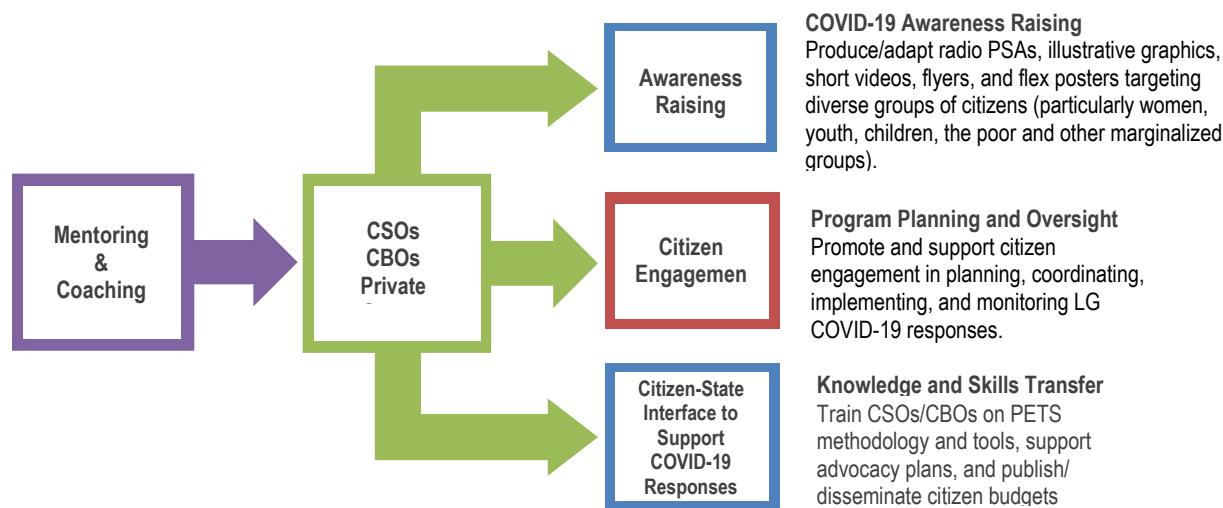 Mentoring
&
Coaching
CSOs
CBOs
Private
Awareness
Raising
COVID-19 Awareness Raising
Produce/adapt radio PSAs, illustrative graphics,
short videos, flyers, and flex posters targeting
diverse groups of citizens (particularly women,
youth, children, the poor and other marginalized
groups).
Citizen
Engagemen
Program Planning and Oversight
Promote and support citizen
engagement in planning, coordinating,
implementing, and monitoring LG
COVID-19 responses.
Citizen-State
Interface to
Support
COVID-19
Responses
Knowledge and Skills Transfer
Train CSOs/CBOs on PETS
methodology and tools, support
advocacy plans, and publish/
disseminate citizen budgets